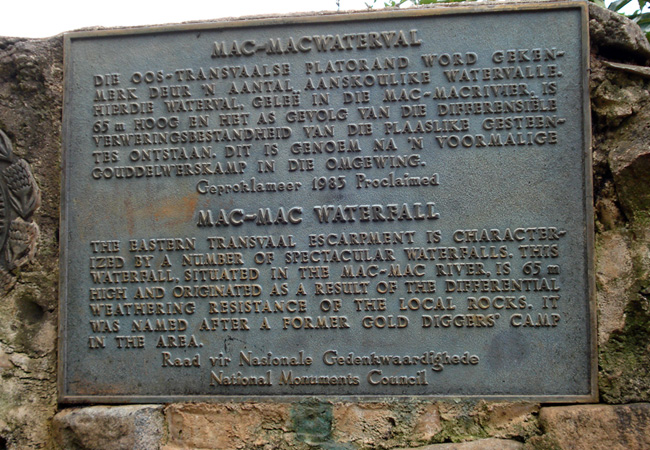 MAC-MACWATERVAL
DIE OOS-TRANSVAALSE PLATORAND WORD GEKEN-
MERK DEUR 'N AANTAL, AANSKOULIKE WATERVALLE.
HIERDIE WATERVAL, GELEË IN DIE MAC-MACRIVIER, IS
65 m HOOG EN HET AS GEVOLG VAN DIE DIFFERENSIËLE
VERWERINGSBESTANDHEID VAN DIE PLAASLIKE GESTEEN-
TES ONTSTAAN. DIT IS GENOEM NA 'N VOORMALIGE
GOUDDELWERSKAMP IN DIE OMGEWING.
Geproklameer 1985 Proclaimed
MAC-MAC WATERFALL
THE EASTERN TRANSVAAL ESCARPMENT IS CHARACTER-
IZED BY A NUMBER OF SPECTACULAR WATERFALLS. THIS
WATERFALL, SITUATED IN THE MAC-MAC RIVER, IS 65 m
HIGH AND ORIGINATED AS A RESULT OF THE DIFFERENTIAL
WEATHERING RESISTANCE OF THE LOCAL ROCKS. IT
WAS NAMED AFTER A FORMER GOLD DIGGERS' CAMP
IN THE AREA.
Raad vir Nasionale Gedenkwaardighede
National Monuments Council